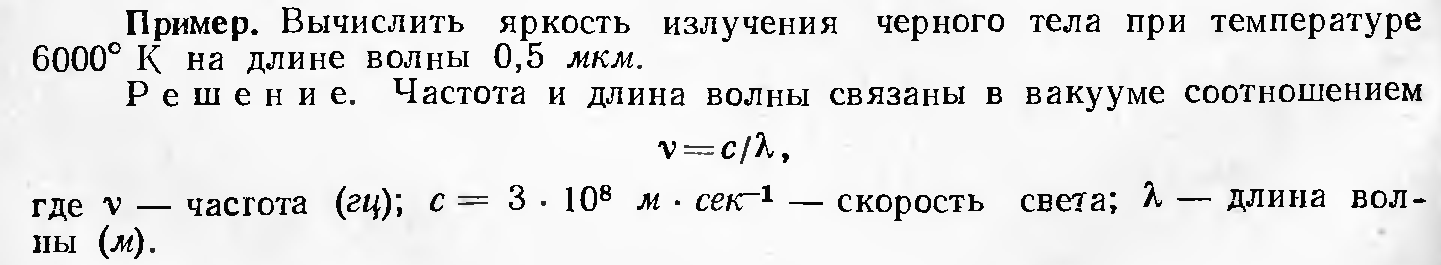 Пример. Вычислить яркость излучения черного тела при температуре
6000° К на длине волны 0,5 мкм.
Решение. Частота и длина волны связаны в вакууме соотношением
ν=c/λ,
где ν — частота (гц); c = 3 · 10⁸ м · сек⁻¹ — скорость света; λ — длина вол-
ны (м).